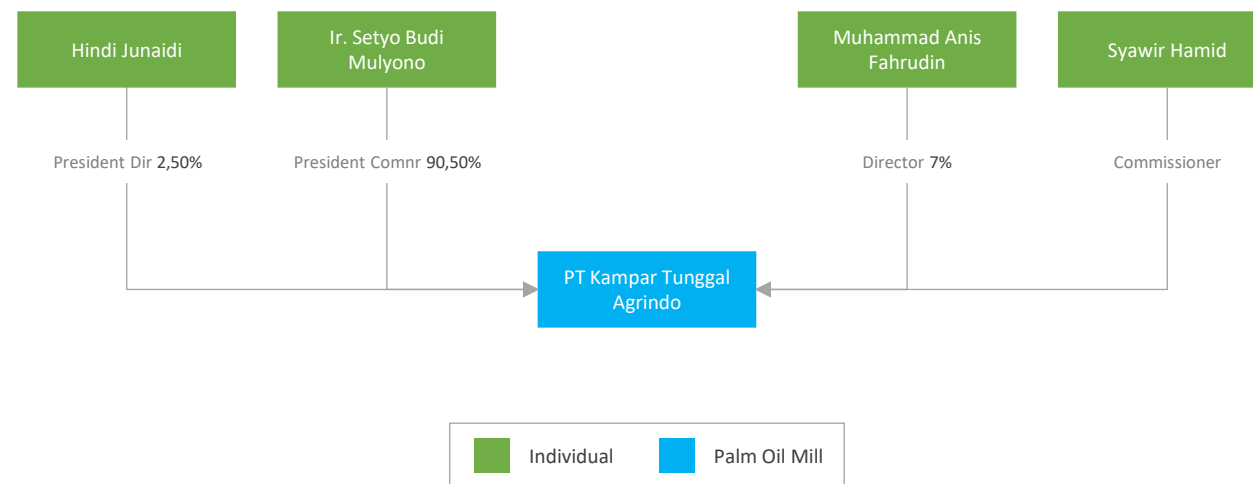 Hindi Junaidi
Ir. Setyo Budi
Mulyono
Muhammad Anis
Fahrudin
Syawir Hamid
President Dir 2,50%
President Comnr 90,50%
Director 7%
Commissioner
PT Kampar Tunggal
Agrindo
Individual
Palm Oil Mill